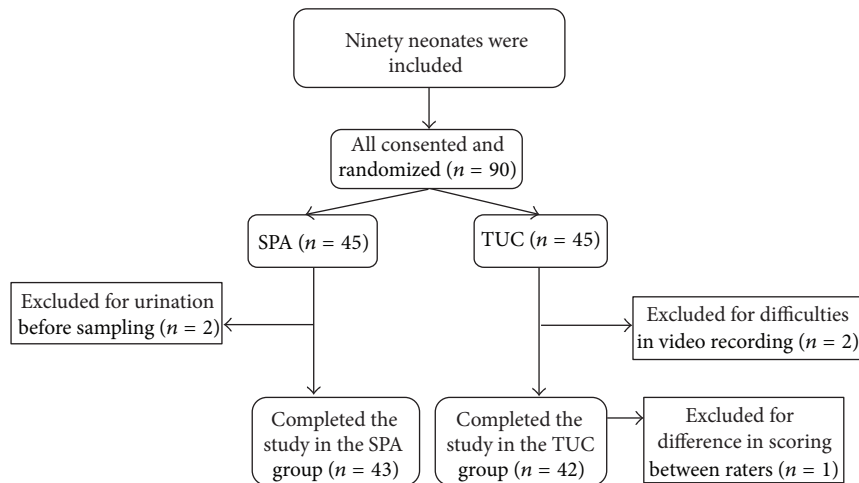 Ninety neonates were
included
All consented and
randomized (n = 90)
SPA (n = 45)
TUC (n = 45)
Excluded for urination
before sampling (n = 2)
Excluded for difficulties
in video recording (n = 2)
Completed the
study in the SPA
group (n = 43)
Completed the
study in the TUC
group (n = 42)
Excluded for
difference in scoring
between raters (n = 1)